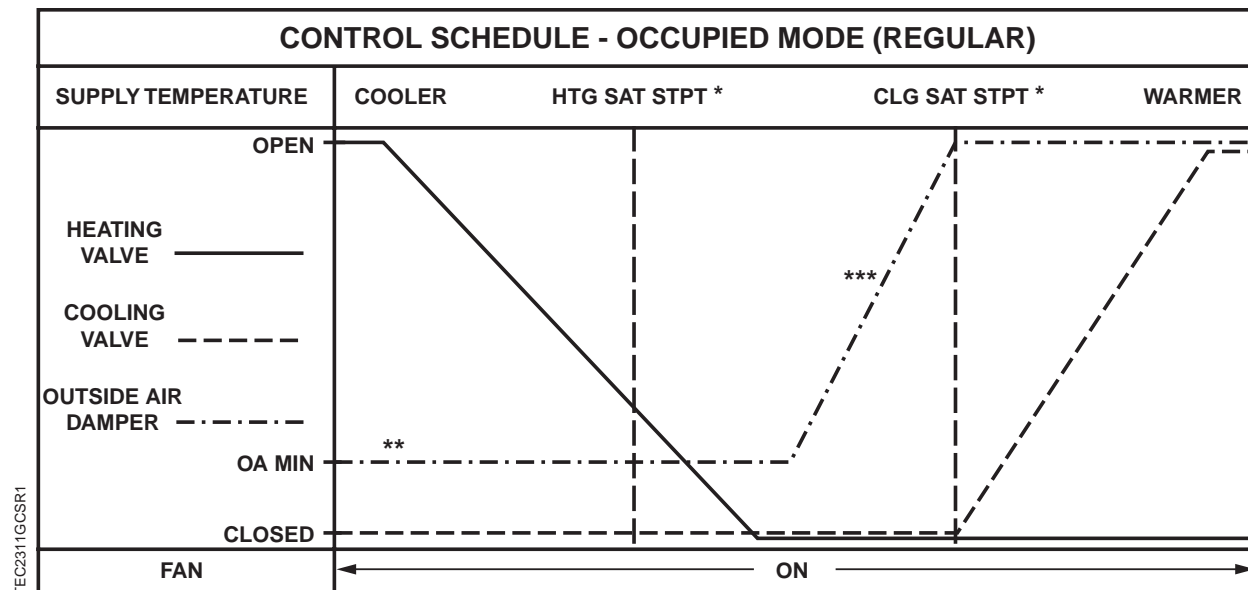 CONTROL SCHEDULE - OCCUPIED MODE (REGULAR)
SUPPLY TEMPERATURE COOLER HTG SAT STPT * CLG SAT STPT * WARMER
OPEN
HEATING
VALVE
***
COOLING
VALVE
OUTSIDE AIR
DAMPER
**
OA MIN
CLOSED
FAN ON
TEC2311GCSR1